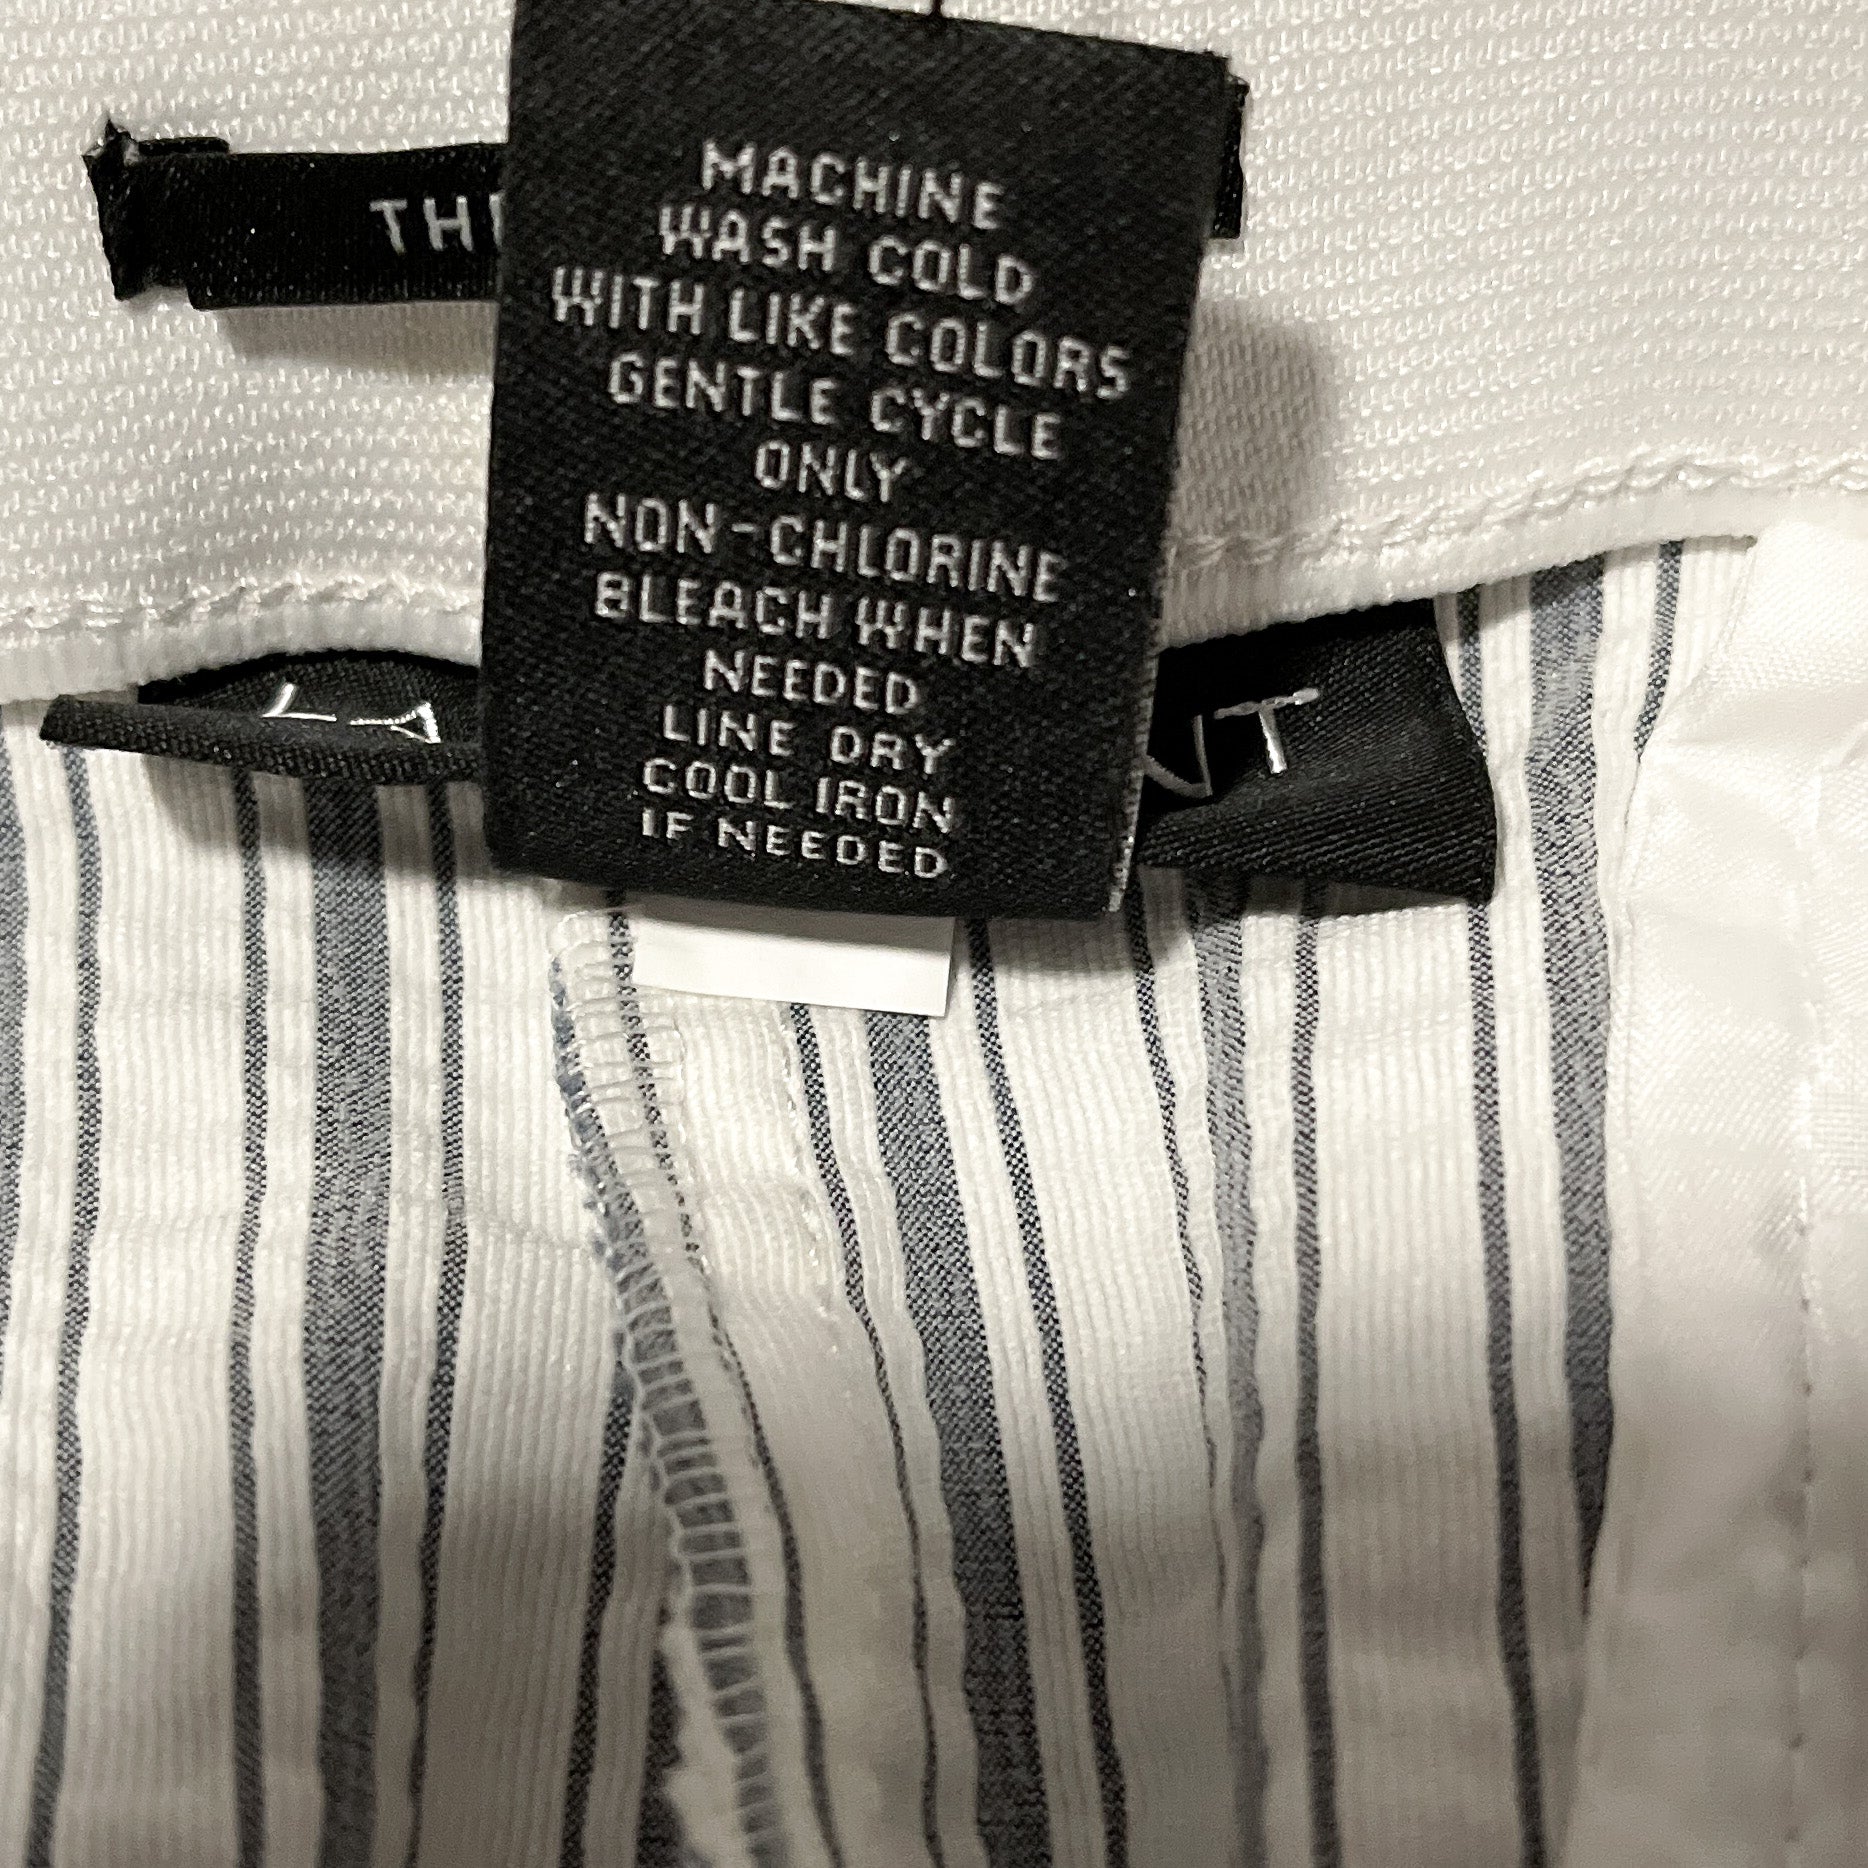 MACHINE
WASH COLD
WITH LIKE COLORS
GENTLE CYCLE
ONLY
NON-CHLORINE
BLEACH WHEN
NEEDED
LINE DRY
COOL IRON
IF NEEDED